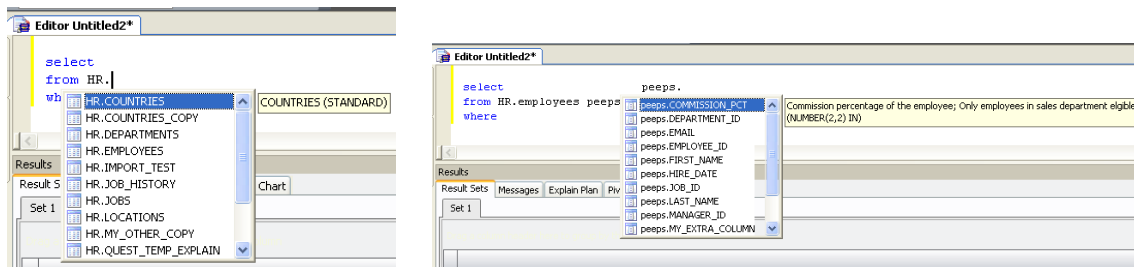 Editor Untitled2*
select
from HR.
wh
HR.COUNTRIES
COUNTRIES (STANDARD)
HR.COUNTRIES_COPY
HR.DEPARTMENTS
HR.EMPLOYEES
HR.IMPORT_TEST
HR.JOB_HISTORY
HR.JOBS
HR.LOCATIONS
HR.MY_OTHER_COPY
HR.QUEST_TEMP_EXPLAIN
Results
Result S
Chart
Set 1
Editor Untitled2*
select peeps.
from HR.employees peeps
where
peeps.COMMISSION_PCT
peeps.DEPARTMENT_ID
peeps.EMAIL
peeps.EMPLOYEE_ID
peeps.FIRST_NAME
peeps.HIRE_DATE
peeps.JOB_ID
peeps.LAST_NAME
peeps.MANAGER_ID
peeps.MY_EXTRA_COLUMN
Commission percentage of the employee; Only employees in sales department elgible
(NUMBER(2,2) IN)
Results
Result Sets Messages Explain Plan Piv
Set 1